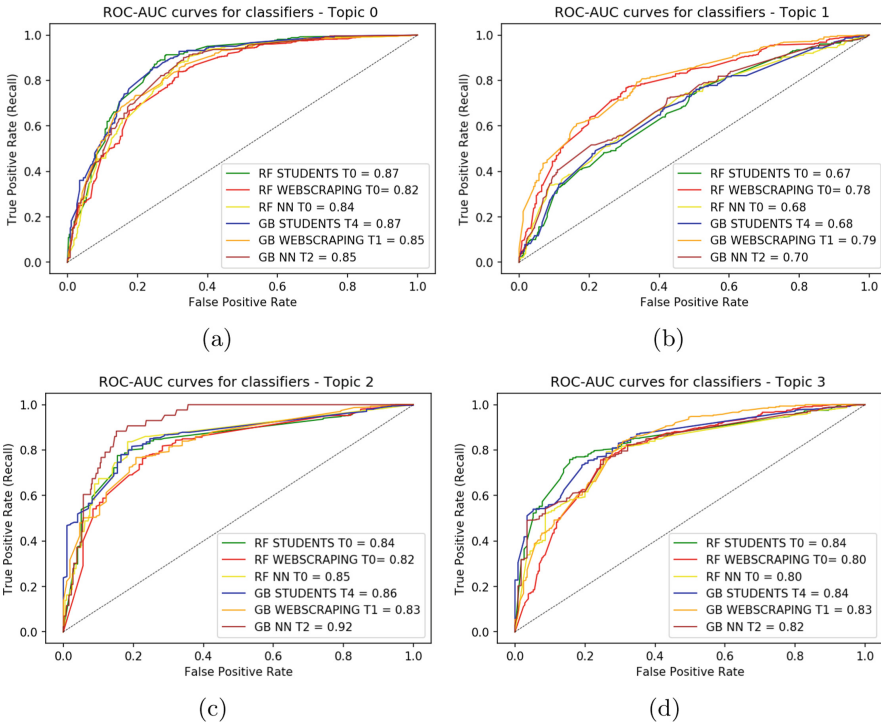 ROC-AUC curves for classifiers - Topic 0
1.0
0.8
0.6
0.4
0.2
0.0
True Positive Rate (Recall)
RF STUDENTS T0 = 0.87
RF WEBSCRAPING T0= 0.82
RF NN T0 = 0.84
GB STUDENTS T4 = 0.87
GB WEBSCRAPING T1 = 0.85
GB NN T2 = 0.85
0.0 0.2 0.4 0.6 0.8 1.0
False Positive Rate
(a)
ROC-AUC curves for classifiers - Topic 1
1.0
0.8
0.6
0.4
0.2
0.0
True Positive Rate (Recall)
RF STUDENTS T0 = 0.67
RF WEBSCRAPING T0= 0.78
RF NN T0 = 0.68
GB STUDENTS T4 = 0.68
GB WEBSCRAPING T1 = 0.79
GB NN T2 = 0.70
0.0 0.2 0.4 0.6 0.8 1.0
False Positive Rate
(b)
ROC-AUC curves for classifiers - Topic 2
1.0
0.8
0.6
0.4
0.2
0.0
True Positive Rate (Recall)
RF STUDENTS T0 = 0.84
RF WEBSCRAPING T0= 0.82
RF NN T0 = 0.85
GB STUDENTS T4 = 0.86
GB WEBSCRAPING T1 = 0.83
GB NN T2 = 0.92
0.0 0.2 0.4 0.6 0.8 1.0
False Positive Rate
(c)
ROC-AUC curves for classifiers - Topic 3
1.0
0.8
0.6
0.4
0.2
0.0
True Positive Rate (Recall)
RF STUDENTS T0 = 0.84
RF WEBSCRAPING T0= 0.80
RF NN T0 = 0.80
GB STUDENTS T4 = 0.84
GB WEBSCRAPING T1 = 0.83
GB NN T2 = 0.82
0.0 0.2 0.4 0.6 0.8 1.0
False Positive Rate
(d)